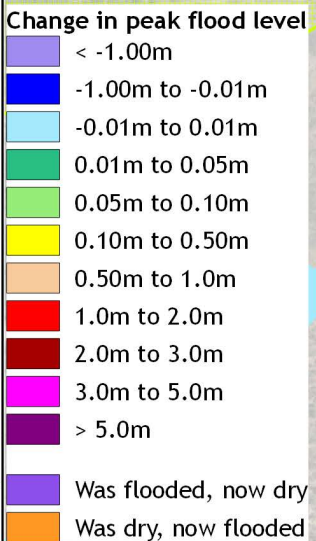 Change in peak flood level
< -1.00m
-1.00m to -0.01m
-0.01m to 0.01m
0.01m to 0.05m
0.05m to 0.10m
0.10m to 0.50m
0.50m to 1.0m
1.0m to 2.0m
2.0m to 3.0m
3.0m to 5.0m
> 5.0m
Was flooded, now dry
Was dry, now flooded